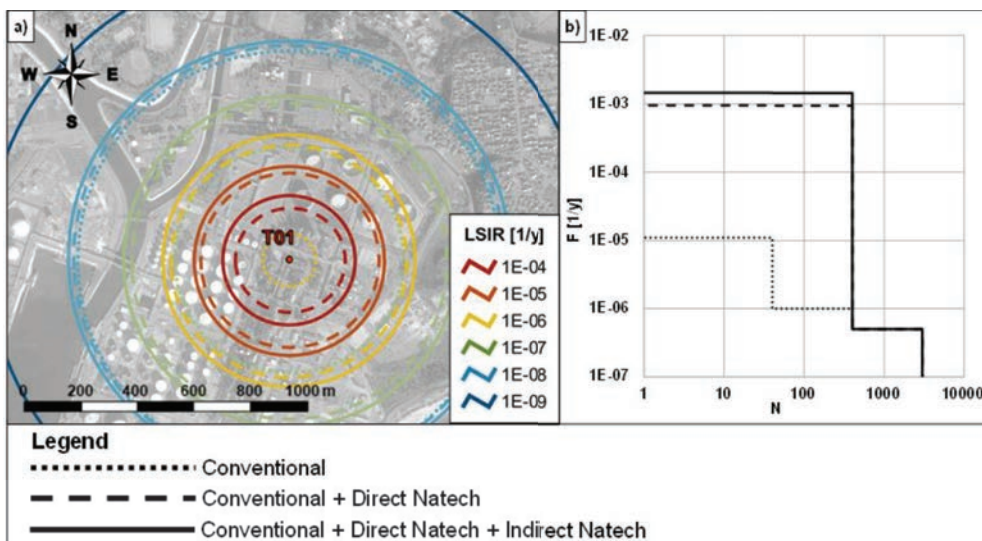 a)
N
W E
S
T01
LSIR [1/y]
1E-04
1E-05
1E-06
1E-07
1E-08
1E-09
0 200 400 600 800 1000 m
b)
1E-02
1E-03
1E-04
1E-05
1E-06
1E-07
F [1/y]
1 10 100 1000 10000
N
Legend
Conventional
Conventional + Direct Natech
Conventional + Direct Natech + Indirect Natech